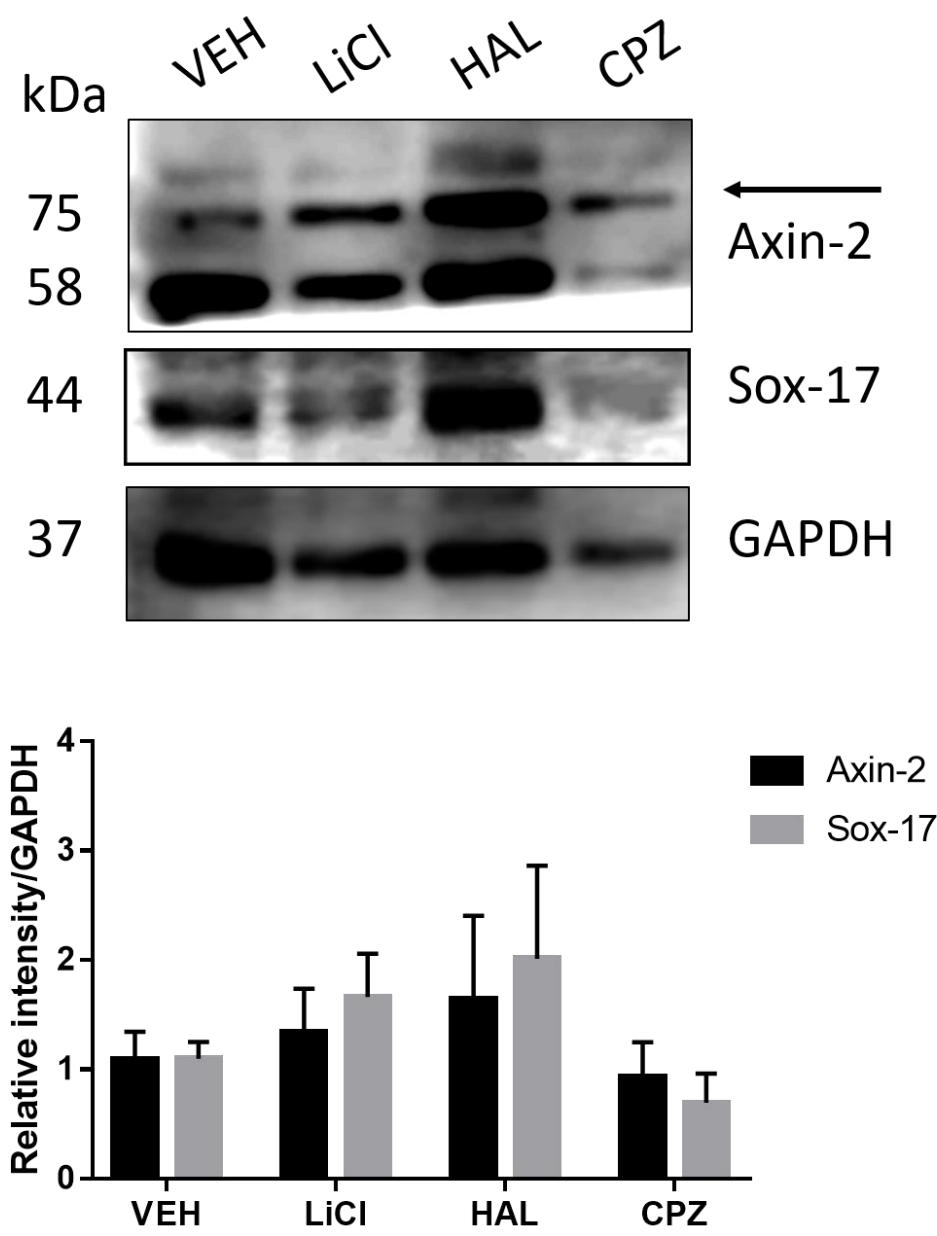 VEH LiCl HAL CPZ
kDa
75
Axin-2
58
44
Sox-17
37
GAPDH
Relative intensity/GAPDH
4
3
2
1
0
Axin-2
Sox-17
VEH LiCl HAL CPZ